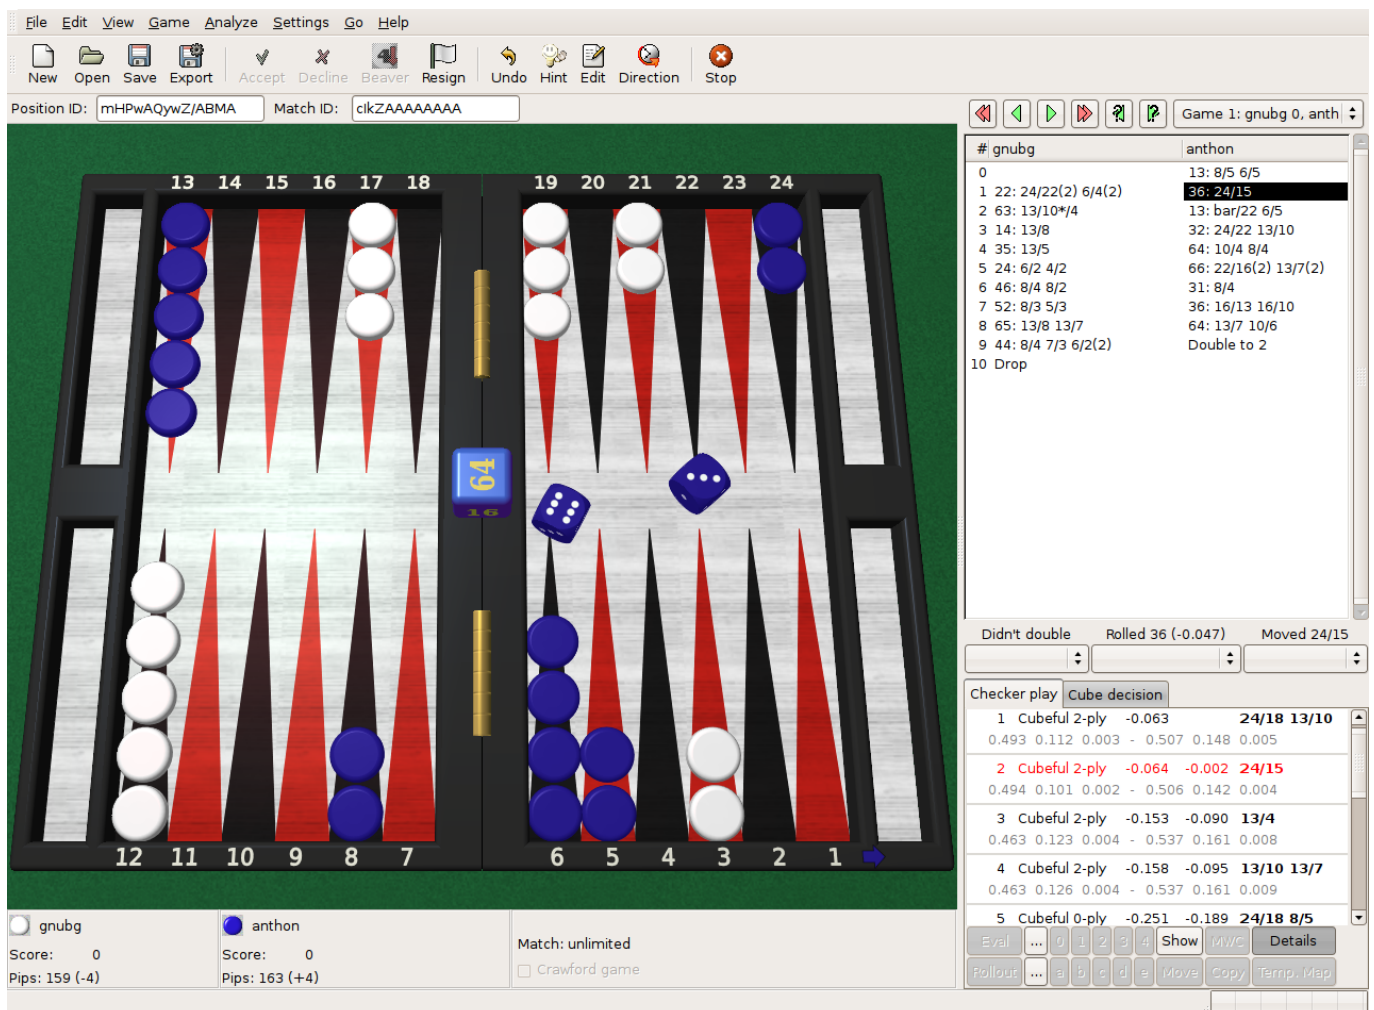 File Edit View Game Analyze Settings Go Help
New Open Save Export Accept Decline Beaver Resign Undo Hint Edit Direction Stop
Position ID: mHPwAQywZ/ABMA Match ID: cIkZAAAAAAAA
Game 1: gnubg 0, anth
# gnubg anthon
0 13: 8/5 6/5
1 22: 24/22(2) 6/4(2) 36: 24/15
2 63: 13/10*/4 13: bar/22 6/5
3 14: 13/8 32: 24/22 13/10
4 35: 13/5 64: 10/4 8/4
5 24: 6/2 4/2 66: 22/16(2) 13/7(2)
6 46: 8/4 8/2 31: 8/4
7 52: 8/3 5/3 36: 16/13 16/10
8 65: 13/8 13/7 64: 13/7 10/6
9 44: 8/4 7/3 6/2(2) Double to 2
10 Drop
13 14 15 16 17 18 19 20 21 22 23 24
64
16
12 11 10 9 8 7 6 5 4 3 2 1
Didn't double Rolled 36 (-0.047) Moved 24/15
Checker play Cube decision
1 Cubeful 2-ply -0.063 24/18 13/10
0.493 0.112 0.003 - 0.507 0.148 0.005
2 Cubeful 2-ply -0.064 -0.002 24/15
0.494 0.101 0.002 - 0.506 0.142 0.004
3 Cubeful 2-ply -0.153 -0.090 13/4
0.463 0.123 0.004 - 0.537 0.161 0.008
4 Cubeful 2-ply -0.158 -0.095 13/10 13/7
0.463 0.126 0.004 - 0.537 0.161 0.009
5 Cubeful 0-ply -0.251 -0.189 24/18 8/5
Eval ... 0 1 2 3 4 Show MWC Details
Rollout ... a b c d e Move Copy Temp. Map
gnubg
Score: 0
Pips: 159 (-4)
anthon
Score: 0
Pips: 163 (+4)
Match: unlimited
Crawford game